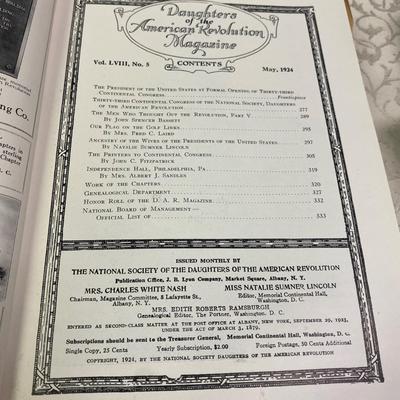 Daughters
of the
American Revolution
Magazine
Vol. LVIII, No. 5
CONTENTS
May, 1924
THE PRESIDENT OF THE UNITED STATES AT FORMAL OPENING OF THIRTY-THIRD
CONTINENTAL CONGRESS. Frontispiece
THIRTY-THIRD CONTINENTAL CONGRESS OF THE NATIONAL SOCIETY, DAUGHTERS
OF THE AMERICAN REVOLUTION 277
THE MEN WHO THOUGHT OUT THE REVOLUTION, PART V 289
BY JOHN SPENCER BASSETT
OUR FLAG ON THE GOLF LINKS 295
BY MRS. FRED C. LAIRD
ANCESTRY OF THE WIVES OF THE PRESIDENTS OF THE UNITED STATES 297
BY NATALIE SUMNER LINCOLN
THE PRINTERS TO CONTINENTAL CONGRESS 305
BY JOHN C. FITZPATRICK
INDEPENDENCE HALL, PHILADELPHIA, PA 319
BY MRS. ALBERT J. SANDLES
WORK OF THE CHAPTERS 320
GENEALOGICAL DEPARTMENT 327
HONOR ROLL OF THE D. A. R. MAGAZINE 332
NATIONAL BOARD OF MANAGEMENT—
OFFICIAL LIST OF 333
ISSUED MONTHLY BY
THE NATIONAL SOCIETY OF THE DAUGHTERS OF THE AMERICAN REVOLUTION
Publication Office, J. B. Lyon Company, Market Square, Albany, N. Y.
MRS. CHARLES WHITE NASH
Chairman, Magazine Committee, 8 Lafayette St.,
Albany, N. Y.
MISS NATALIE SUMNER LINCOLN
Editor, Memorial Continental Hall,
Washington, D. C.
MRS. EDITH ROBERTS RAMSBURGH
Genealogical Editor, The Portner, Washington, D. C.
ENTERED AS SECOND-CLASS MATTER AT THE POST OFFICE AT ALBANY, NEW YORK, SEPTEMBER 29, 1923,
UNDER THE ACT OF MARCH 3, 1879.
Subscriptions should be sent to the Treasurer General, Memorial Continental Hall, Washington, D. C.
Single Copy, 25 Cents Yearly Subscription, $2.00 Foreign Postage, 50 Cents Additional
COPYRIGHT, 1924, BY THE NATIONAL SOCIETY OF THE DAUGHTERS OF THE AMERICAN REVOLUTION
ng Co.
hapters in
sterling
Chapter
. C.